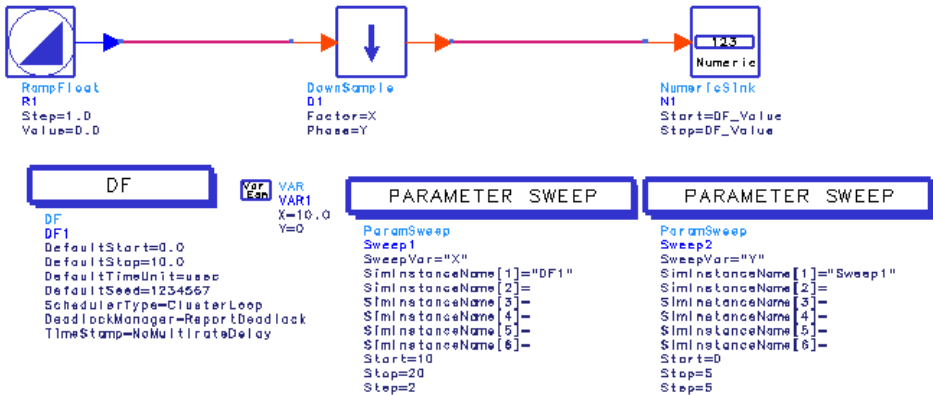 123
Numeric
RampFloat
R1
Step=1.0
Value=0.0
DownSample
D1
Factor=X
Phase=Y
NumericSink
N1
Start=DF_Value
Stop=DF_Value
DF
DF
DF1
DefaultStart=0.0
DefaultStop=10.0
DefaultTimeUnit=usec
DefaultSeed=1234567
SchedulerType=ClusterLoop
DeadlockManager=ReportDeadlock
TimeStamp=NoMultirateDelay
Var
Eqn
VAR
VAR1
X=10.0
Y=0
PARAMETER SWEEP
ParamSweep
Sweep1
SweepVar="X"
SimInstanceName[1]="DF1"
SimInstanceName[2]=
SimInstanceName[3]=
SimInstanceName[4]=
SimInstanceName[5]=
SimInstanceName[6]=
Start=10
Stop=20
Step=2
PARAMETER SWEEP
ParamSweep
Sweep2
SweepVar="Y"
SimInstanceName[1]="Sweep1"
SimInstanceName[2]=
SimInstanceName[3]=
SimInstanceName[4]=
SimInstanceName[5]=
SimInstanceName[6]=
Start=0
Stop=5
Step=5